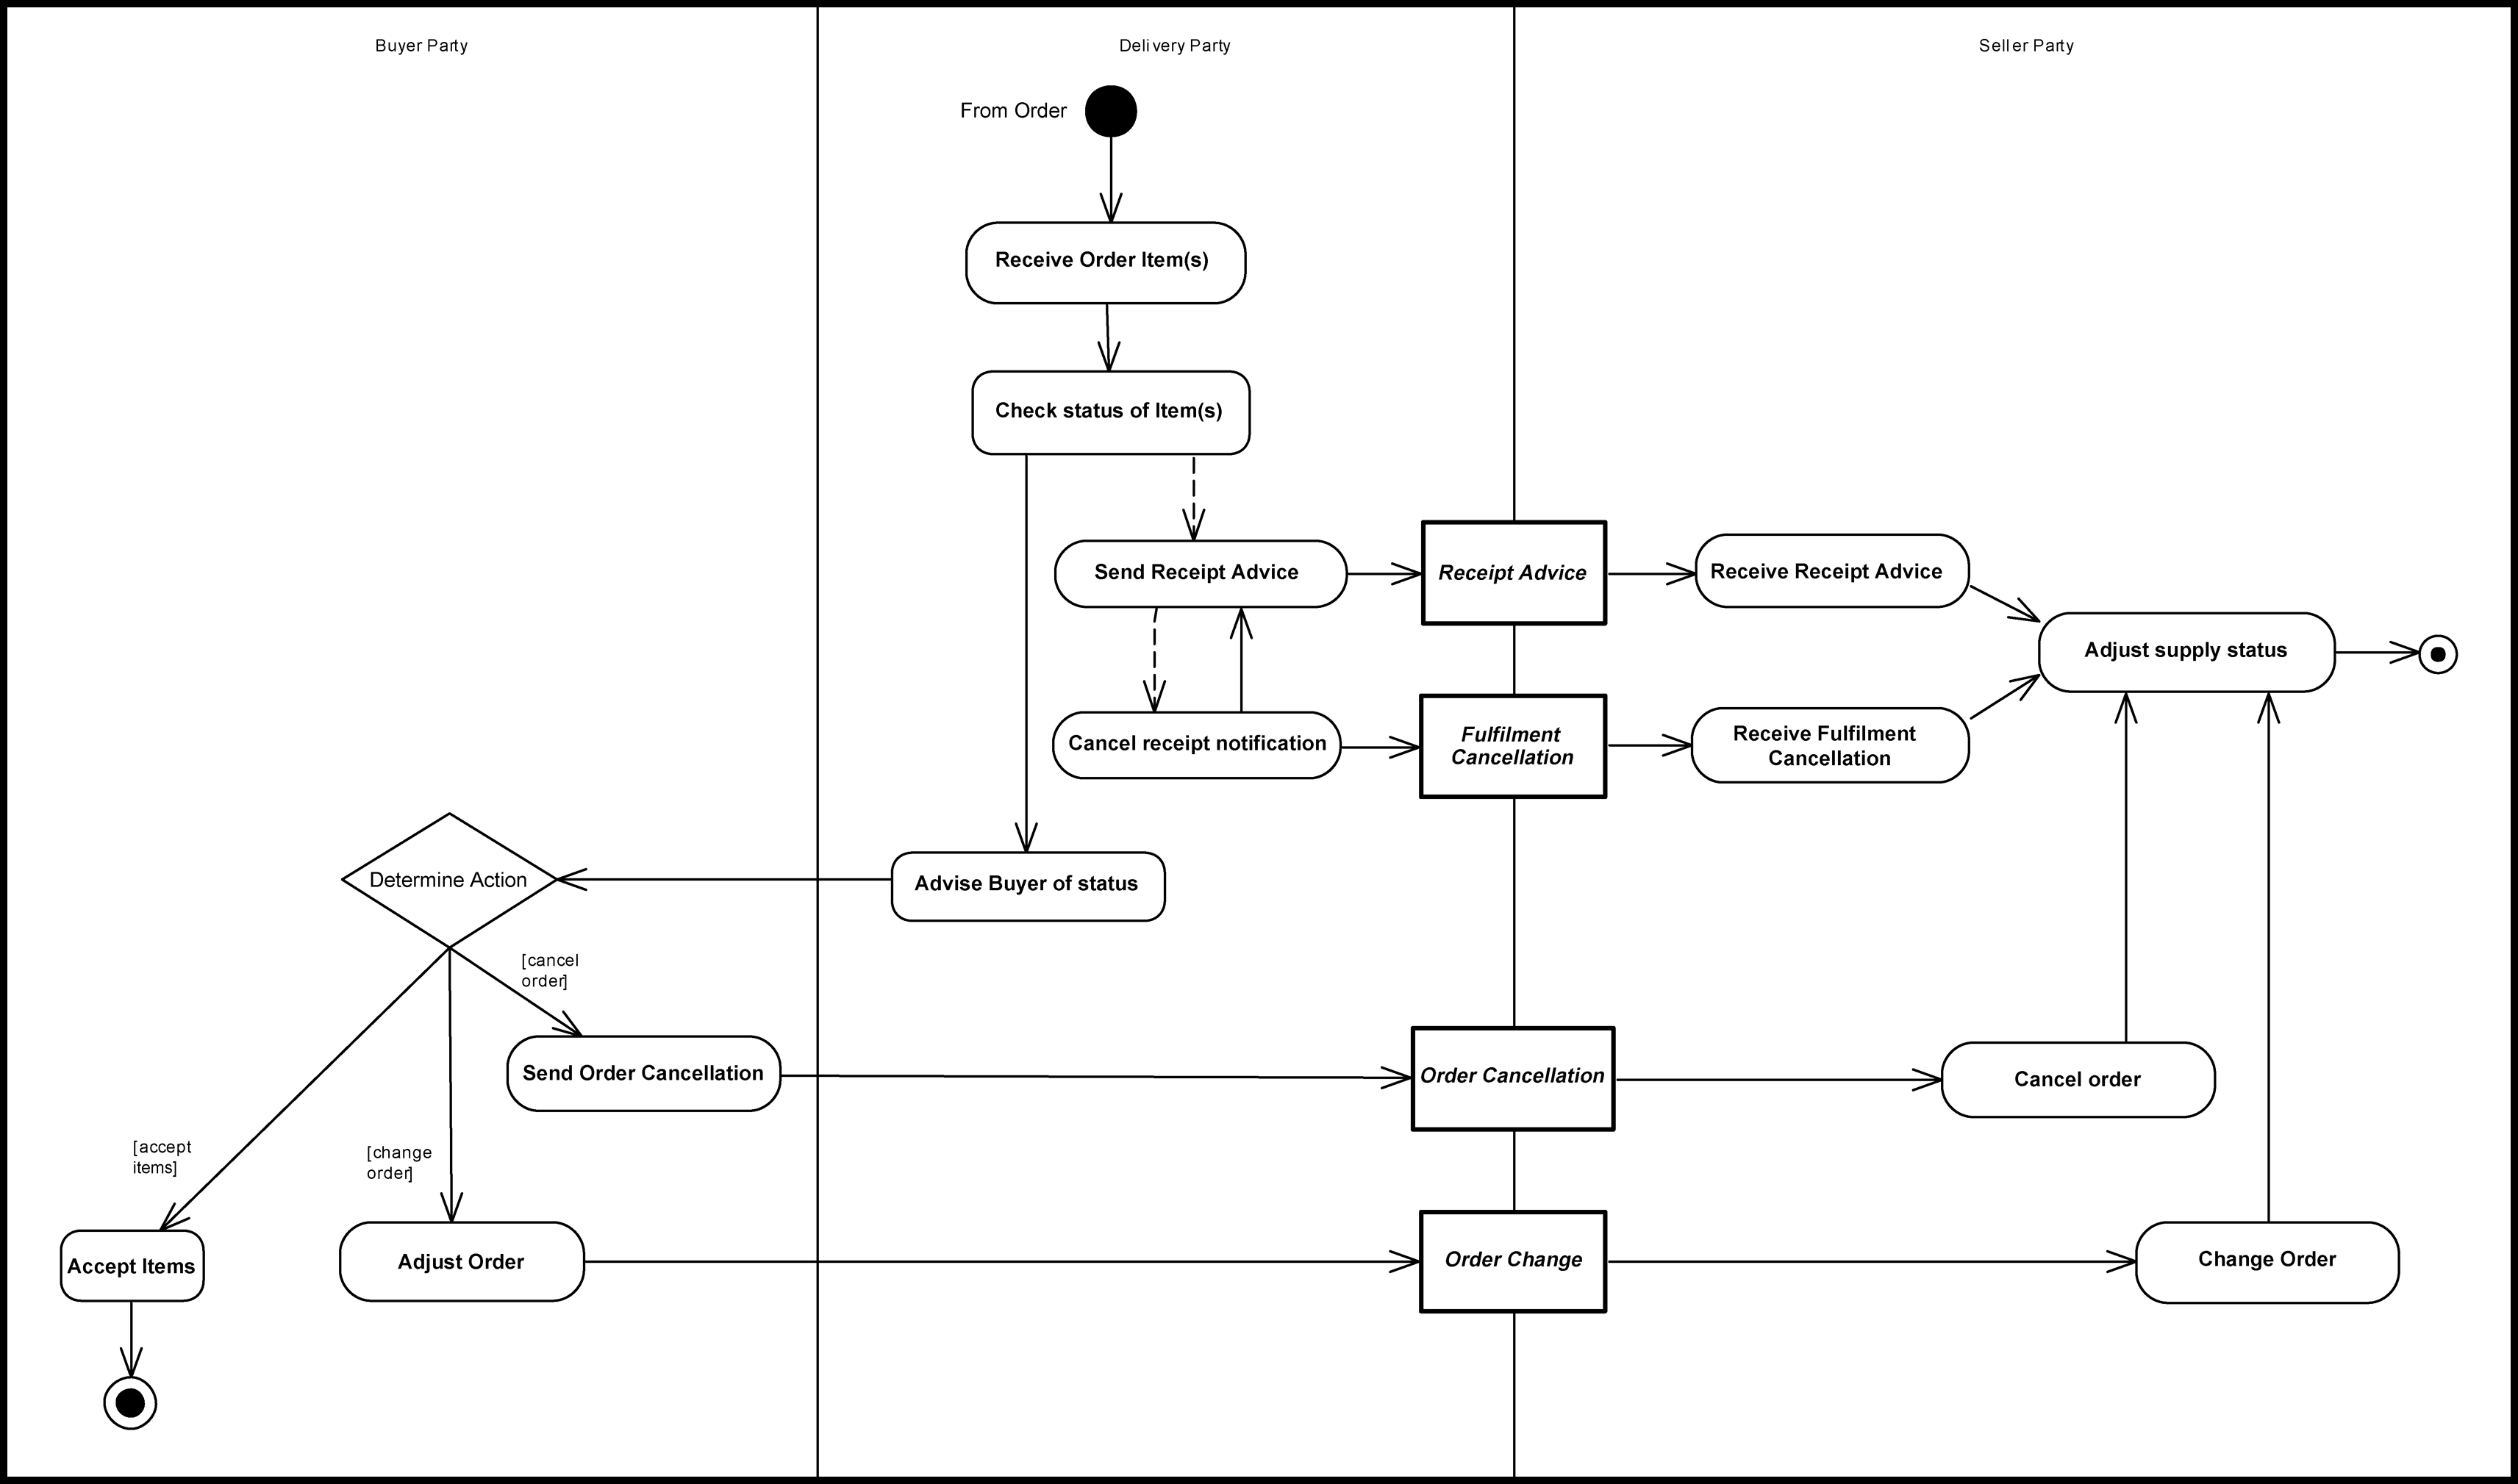 Buyer Party
Delivery Party
Seller Party
From Order
Receive Order Item(s)
Check status of Item(s)
Send Receipt Advice
Receipt Advice
Receive Receipt Advice
Adjust supply status
Cancel receipt notification
Fulfilment
Cancellation
Receive Fulfilment
Cancellation
Determine Action
Advise Buyer of status
[cancel
order]
Send Order Cancellation
Order Cancellation
Cancel order
[accept
items]
[change
order]
Accept Items
Adjust Order
Order Change
Change Order